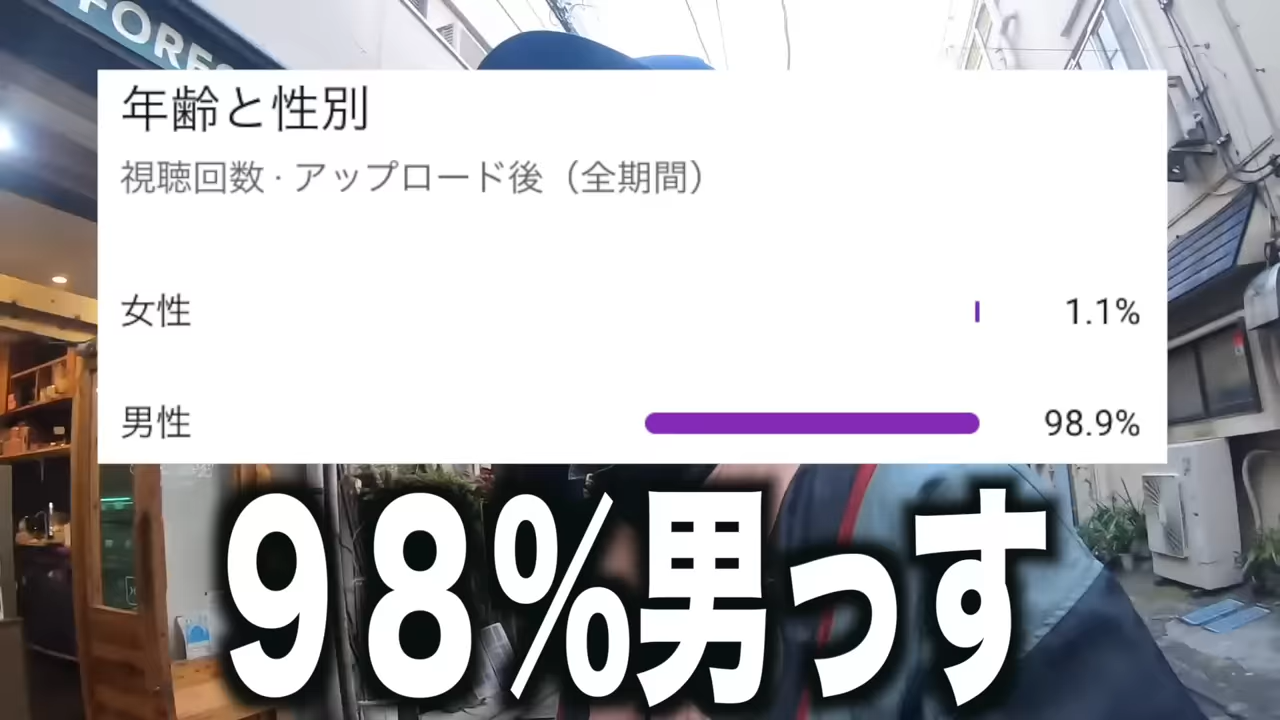 FORES
年齢と性別
視聴回数・アップロード後（全期間）
女性 1.1%
男性 98.9%
98%男っす